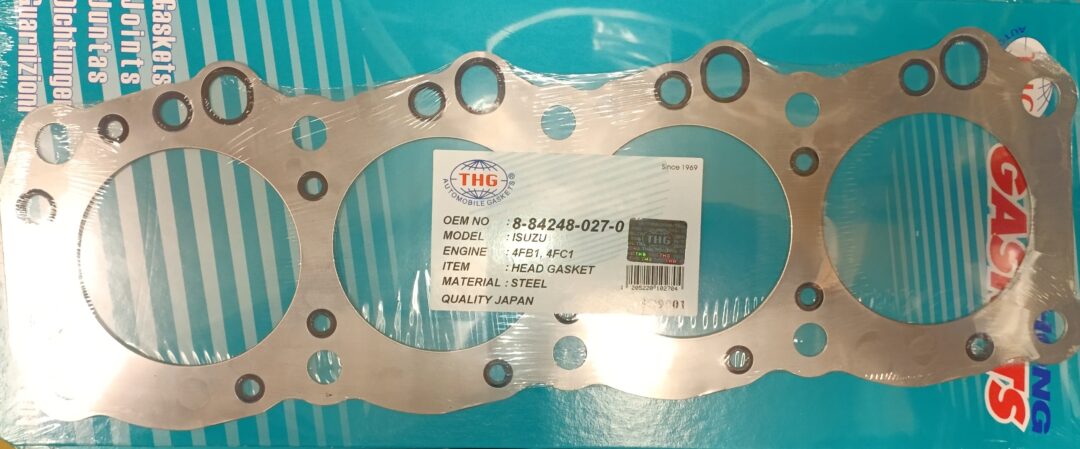 Gaskets
Joints
Juntas
Dichtungen
Guarnizion
THG
AUTOMOBILE GASKETS®
Since 1969
OEM NO : 8-84248-027-0
MODEL : ISUZU
ENGINE : 4FB1, 4FC1
ITEM : HEAD GASKET
MATERIAL : STEEL
QUALITY JAPAN
THG